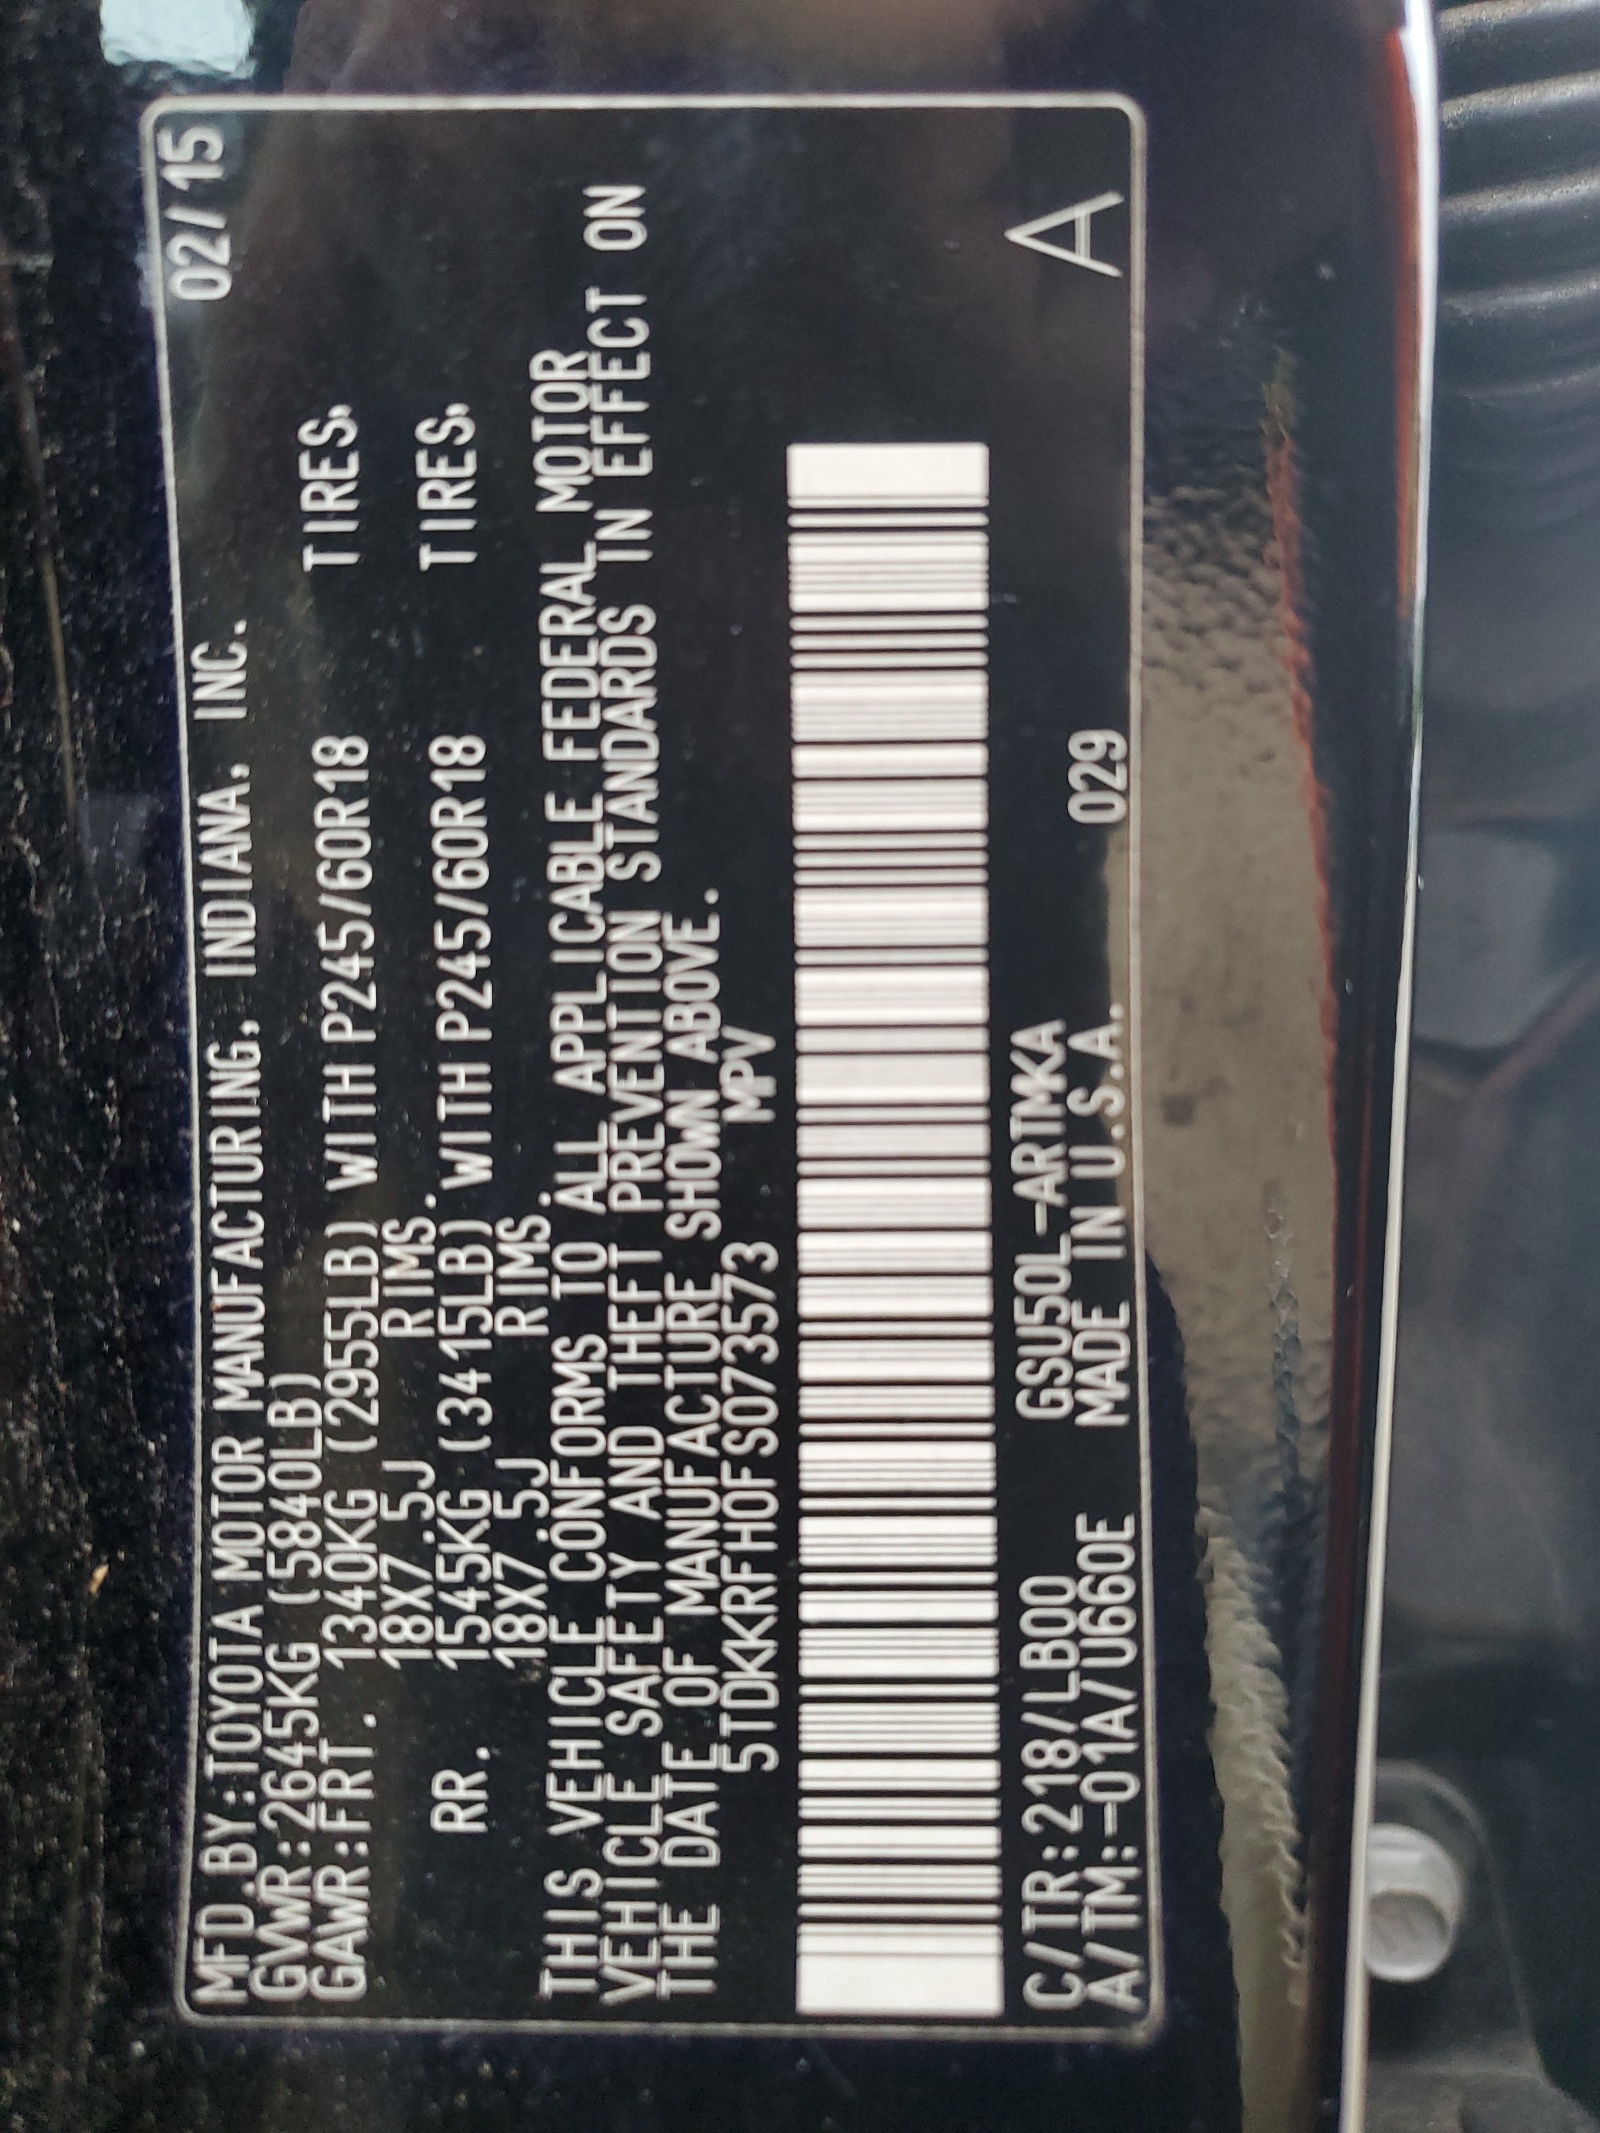 MFD.BY:TOYOTA MOTOR MANUFACTURING, INDIANA, INC. 02/15
GVWR:2645KG (5840LB)
GAWR:FRT. 1340KG (2955LB) WITH P245/60R18 TIRES,
18X7.5J RIMS.
RR. 1545KG (3415LB) WITH P245/60R18 TIRES,
18X7.5J RIMS.
THIS VEHICLE CONFORMS TO ALL APPLICABLE FEDERAL MOTOR
VEHICLE SAFETY AND THEFT PREVENTION STANDARDS IN EFFECT ON
THE DATE OF MANUFACTURE SHOWN ABOVE.
5TDKKRFH0FS073573 MPV
C/TR:218/LB00 GSU50L-ARTMKA
A/TM:-01A/U660E MADE IN U.S.A. 029 A